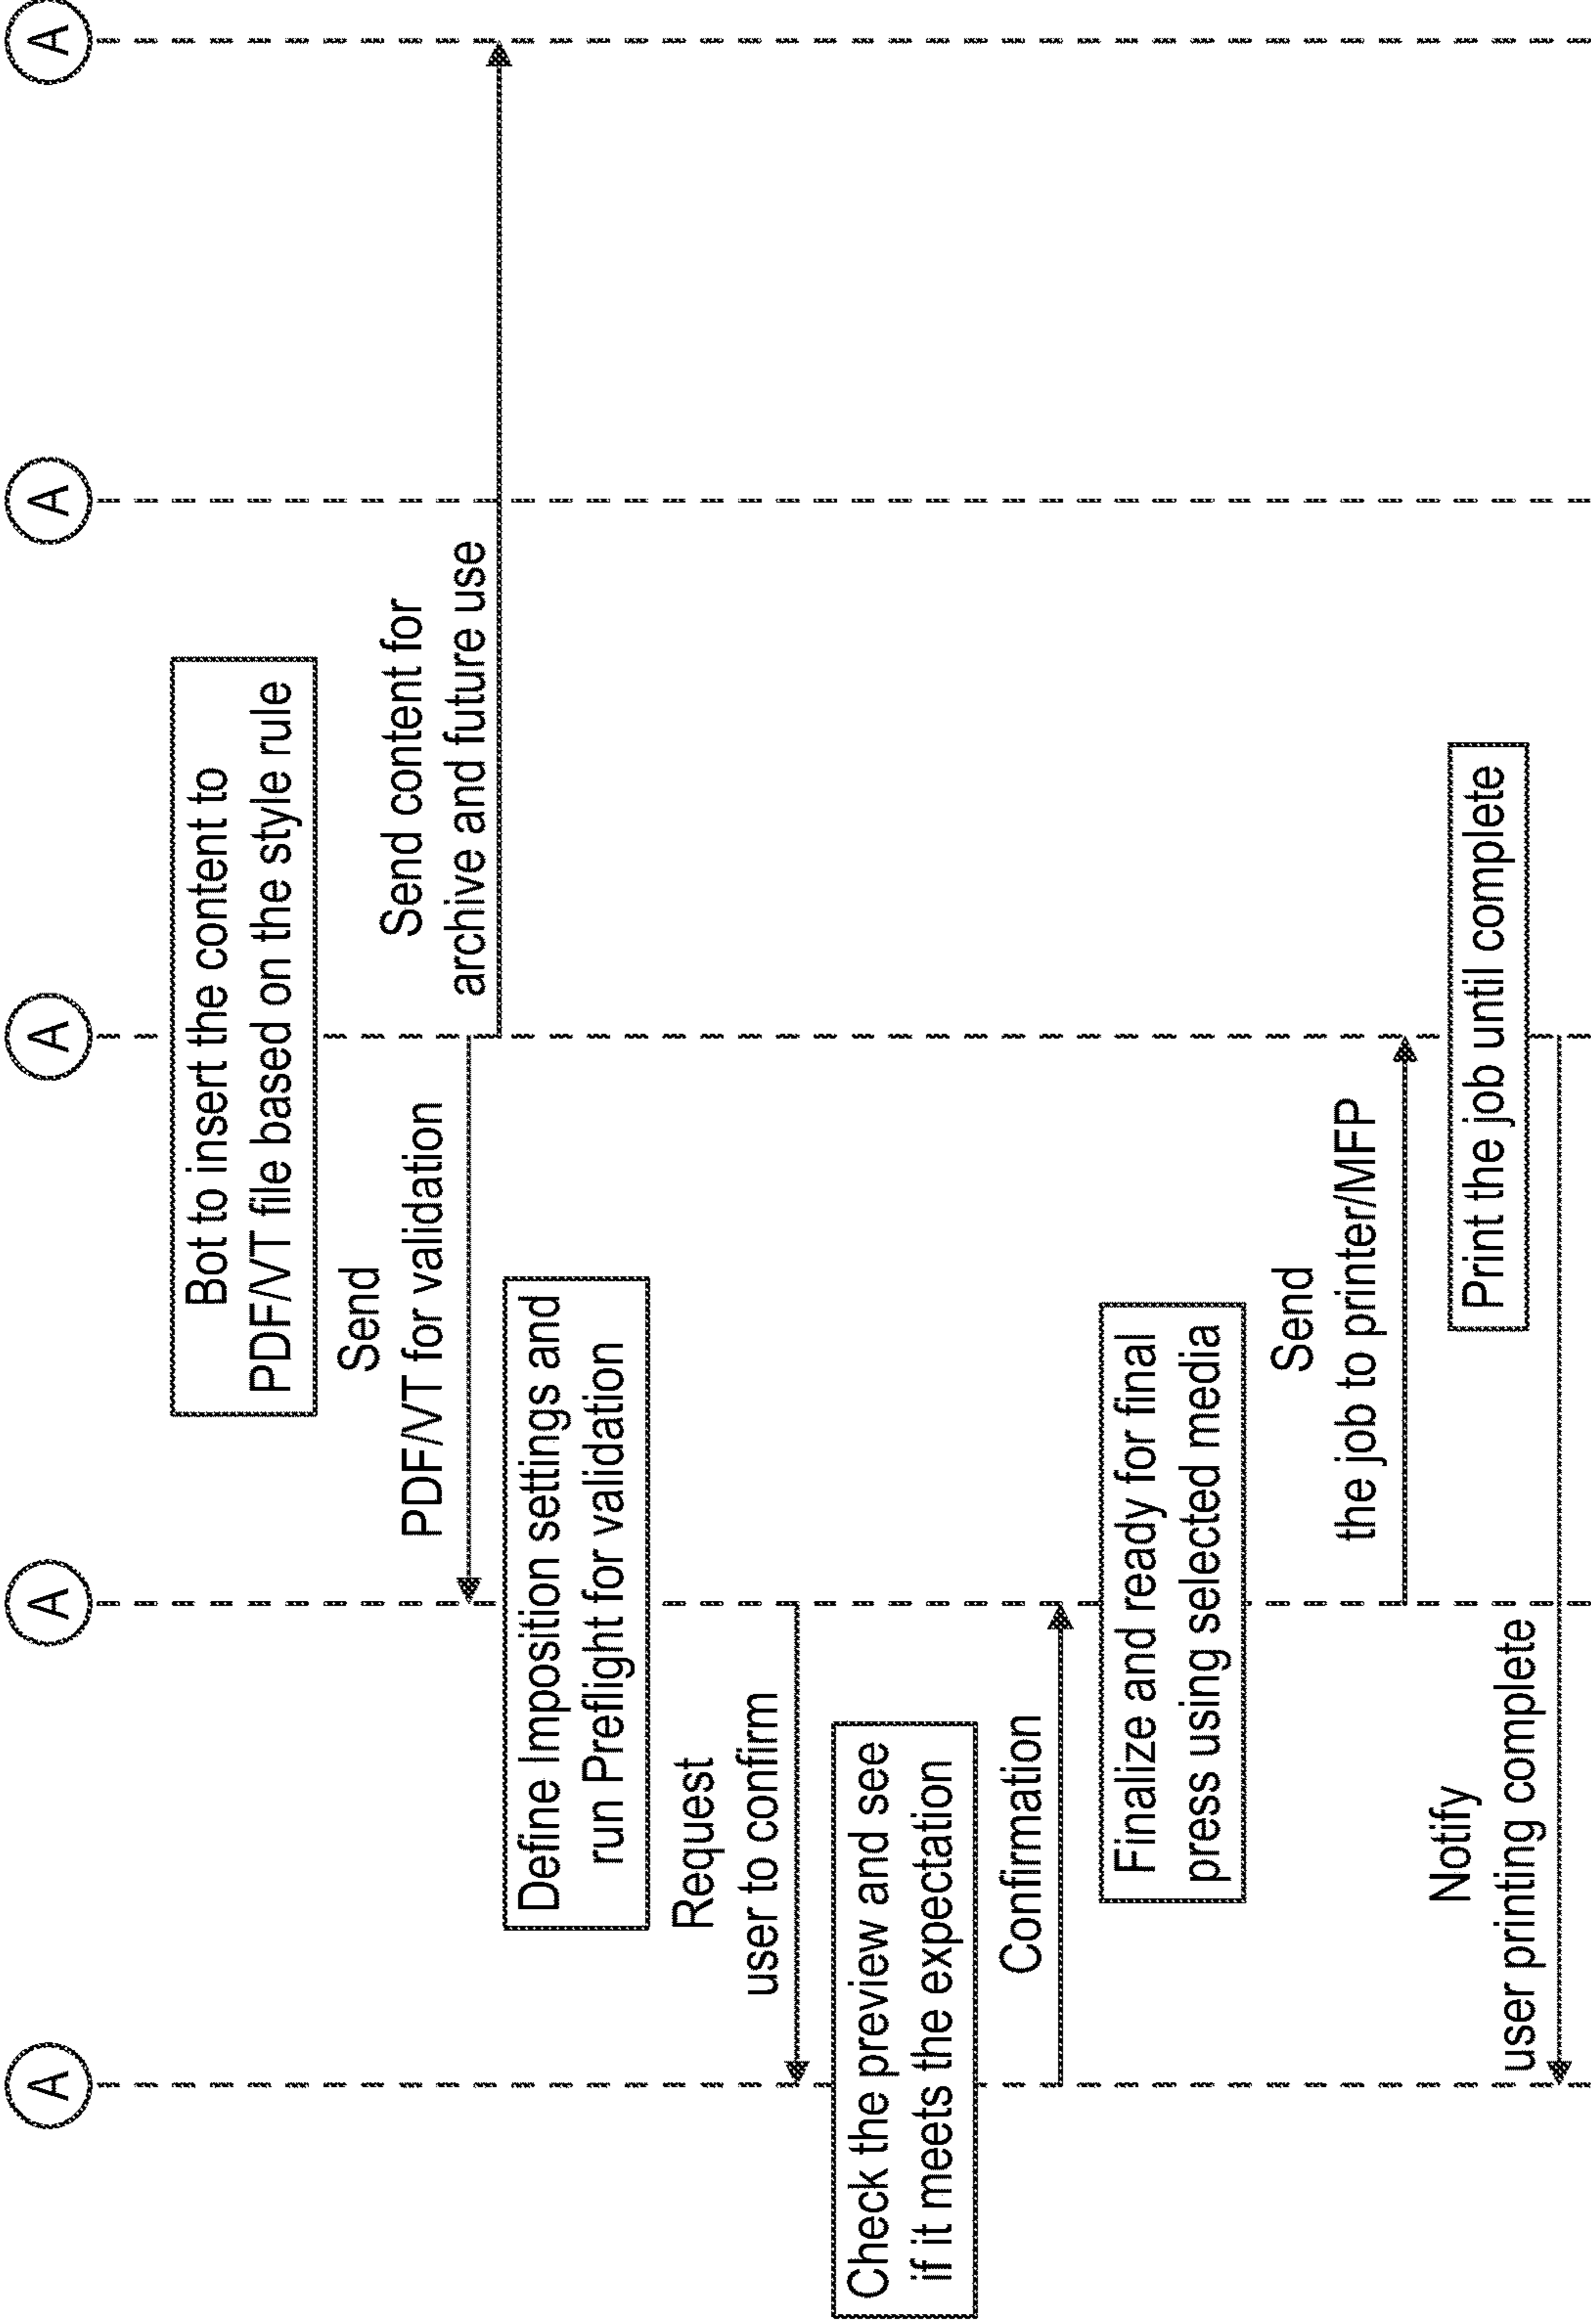 A
A
A
A
A
Bot to insert the content to
PDF/VT file based on the style rule
Send
PDF/VT for validation
Send content for
archive and future use
Define Imposition settings and
run Preflight for validation
Request
user to confirm
Check the preview and see
if it meets the expectation
Confirmation
Finalize and ready for final
press using selected media
Send
the job to printer/MFP
Print the job until complete
Notify
user printing complete